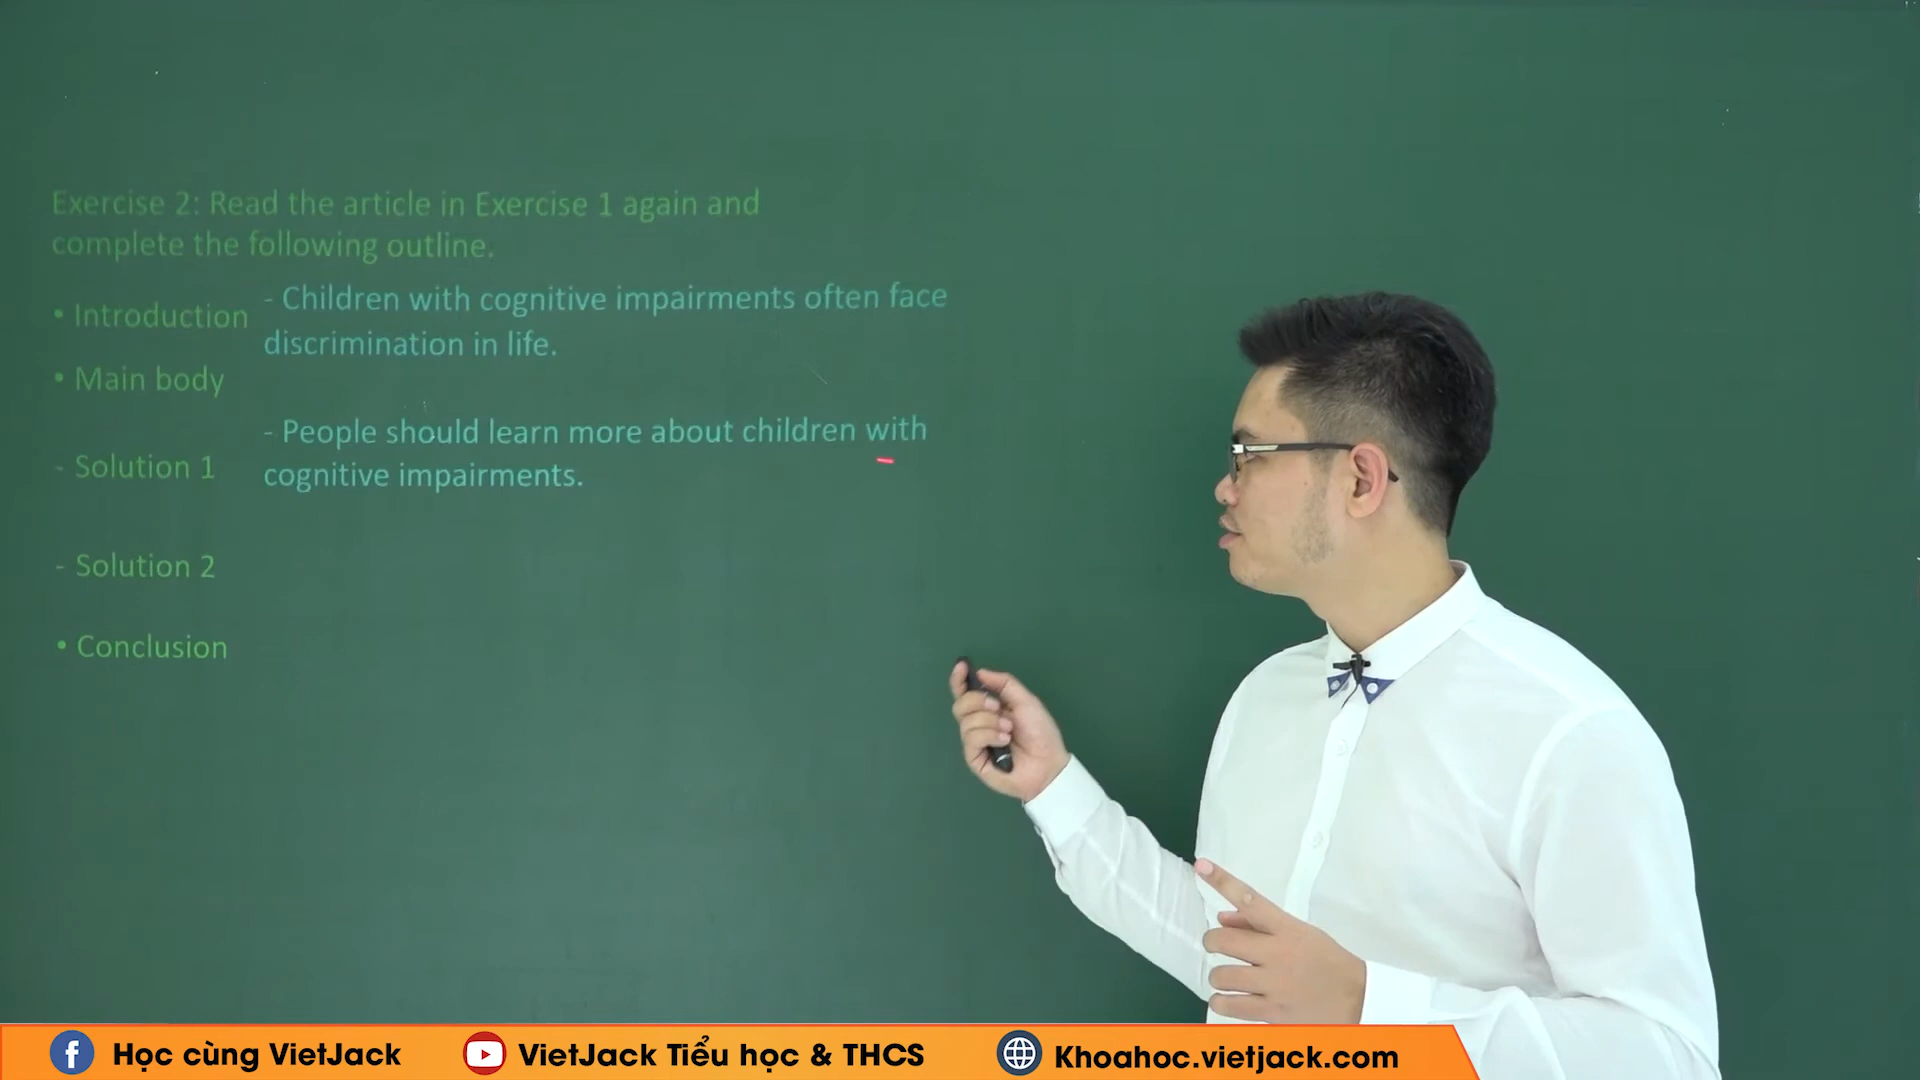 Exercise 2: Read the article in Exercise 1 again and
complete the following outline.
• Introduction
- Children with cognitive impairments often face
discrimination in life.
• Main body
- Solution 1
- People should learn more about children with
cognitive impairments.
- Solution 2
• Conclusion
Học cùng VietJack
VietJack Tiểu học & THCS
Khoahoc.vietjack.com